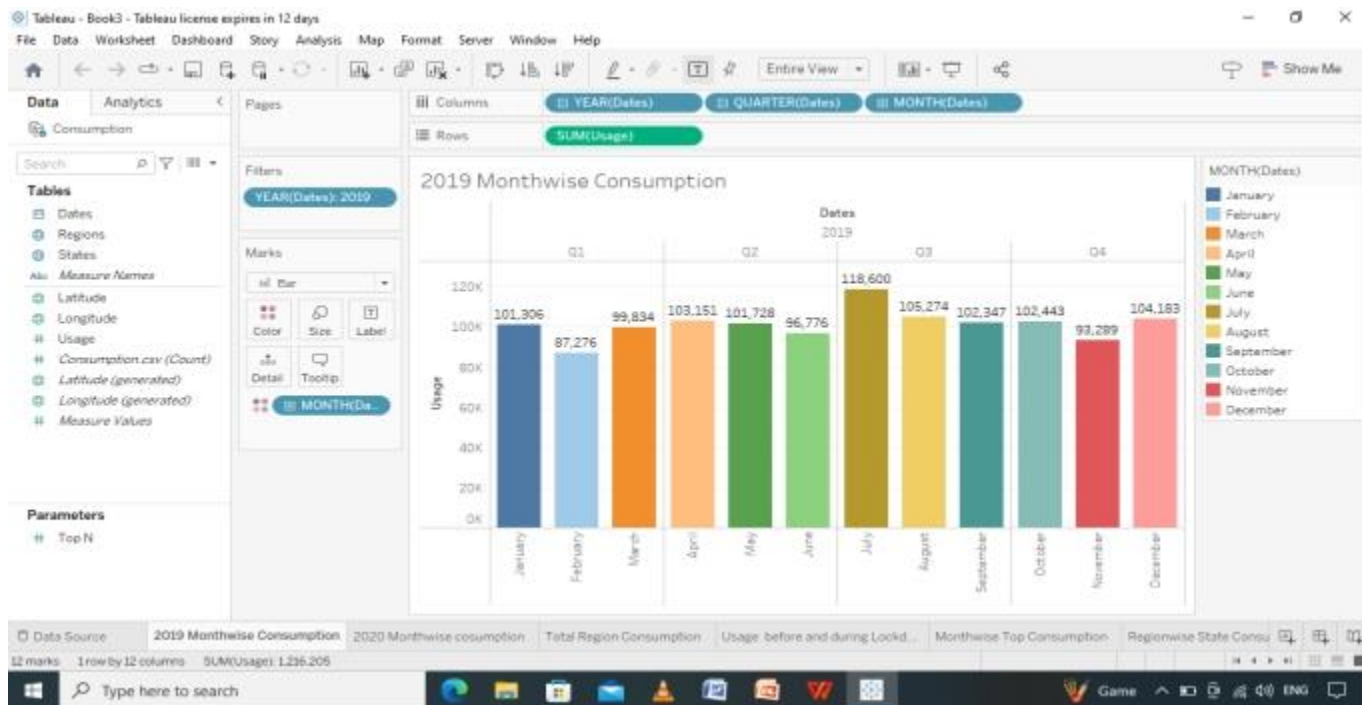 Tableau - Book3 - Tableau license expires in 12 days
File Data Worksheet Dashboard Story Analysis Map Format Server Window Help
Entire View
Show Me
Data Analytics
Consumption
Search
Tables
Dates
Regions
States
Abc Measure Names
Latitude
Longitude
# Usage
# Consumption.csv (Count)
Latitude (generated)
Longitude (generated)
# Measure Values
Parameters
# Top N
Pages
Filters
YEAR(Dates): 2019
Marks
Bar
Color Size Label
Detail Tooltip
MONTH(Da..
Columns YEAR(Dates) QUARTER(Dates) MONTH(Dates)
Rows SUM(Usage)
2019 Monthwise Consumption
Dates
2019
Q1 Q2 Q3 Q4
Usage
120K
100K
80K
60K
40K
20K
0K
101,306 87,276 99,834 103,151 101,728 96,776 118,600 105,274 102,347 102,443 93,289 104,183
January February March April May June July August September October November December
MONTH(Dates)
January
February
March
April
May
June
July
August
September
October
November
December
Data Source 2019 Monthwise Consumption 2020 Monthwise cosumption Total Region Consumption Usage before and during Lockd... Monthwise Top Consumption Regionwise State Consu
12 marks 1 row by 12 columns SUM(Usage): 1,216,205
Type here to search
Game
ENG